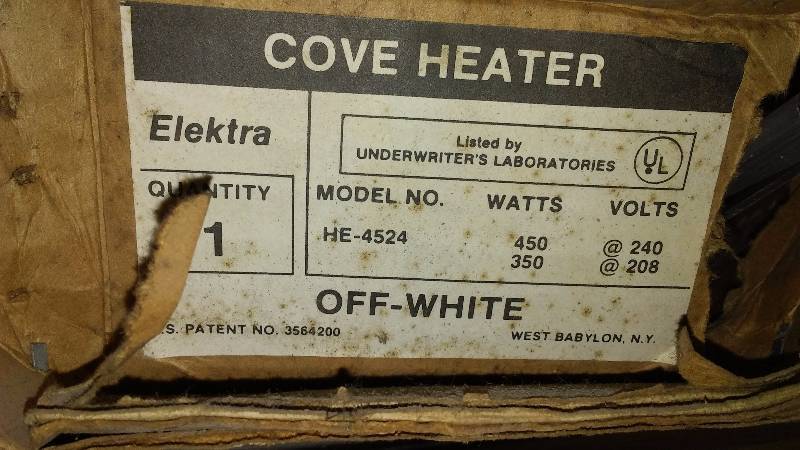 COVE HEATER
Elektra
Listed by
UNDERWRITER'S LABORATORIES
UL
QUANTITY
1
MODEL NO. WATTS VOLTS
HE-4524 450 @ 240
350 @ 208
OFF-WHITE
S. PATENT NO. 3564200
WEST BABYLON, N.Y.